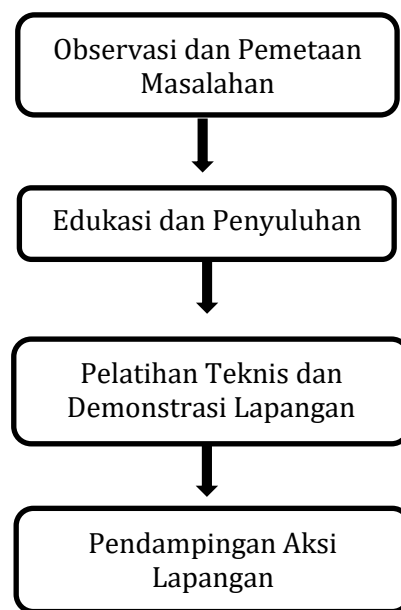 Observasi dan Pemetaan
Masalahan
Edukasi dan Penyuluhan
Pelatihan Teknis dan
Demonstrasi Lapangan
Pendampingan Aksi
Lapangan